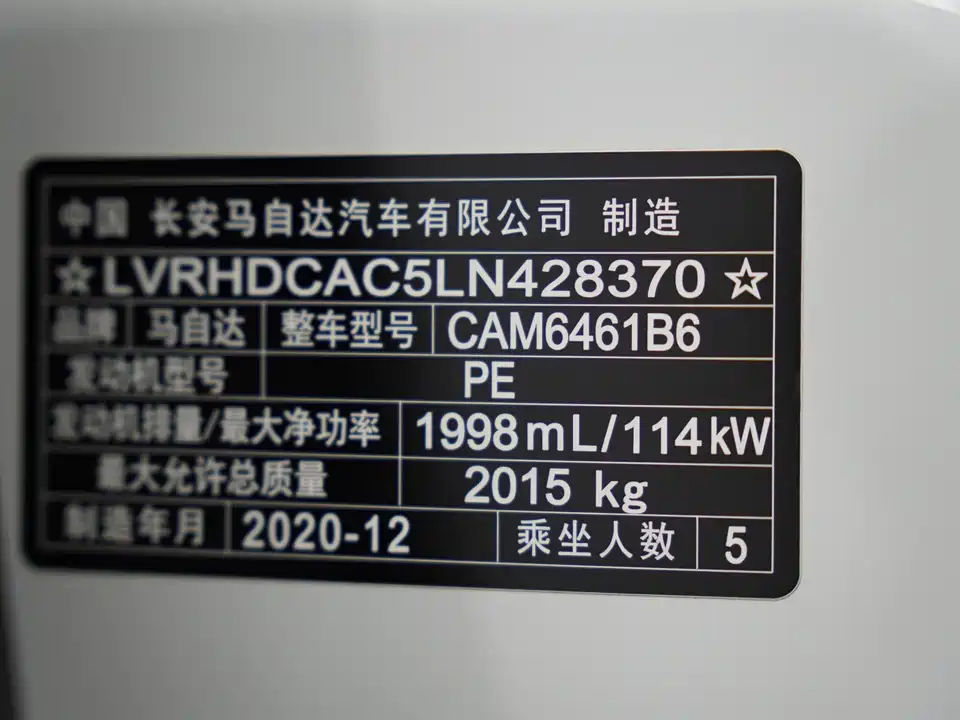 中国 长安马自达汽车有限公司 制造
☆LVRHDCAC5LN428370☆
品牌 马自达 整车型号 CAM6461B6
发动机型号 PE
发动机排量/最大净功率 1998mL/114kW
最大允许总质量 2015 kg
制造年月 2020-12 乘坐人数 5